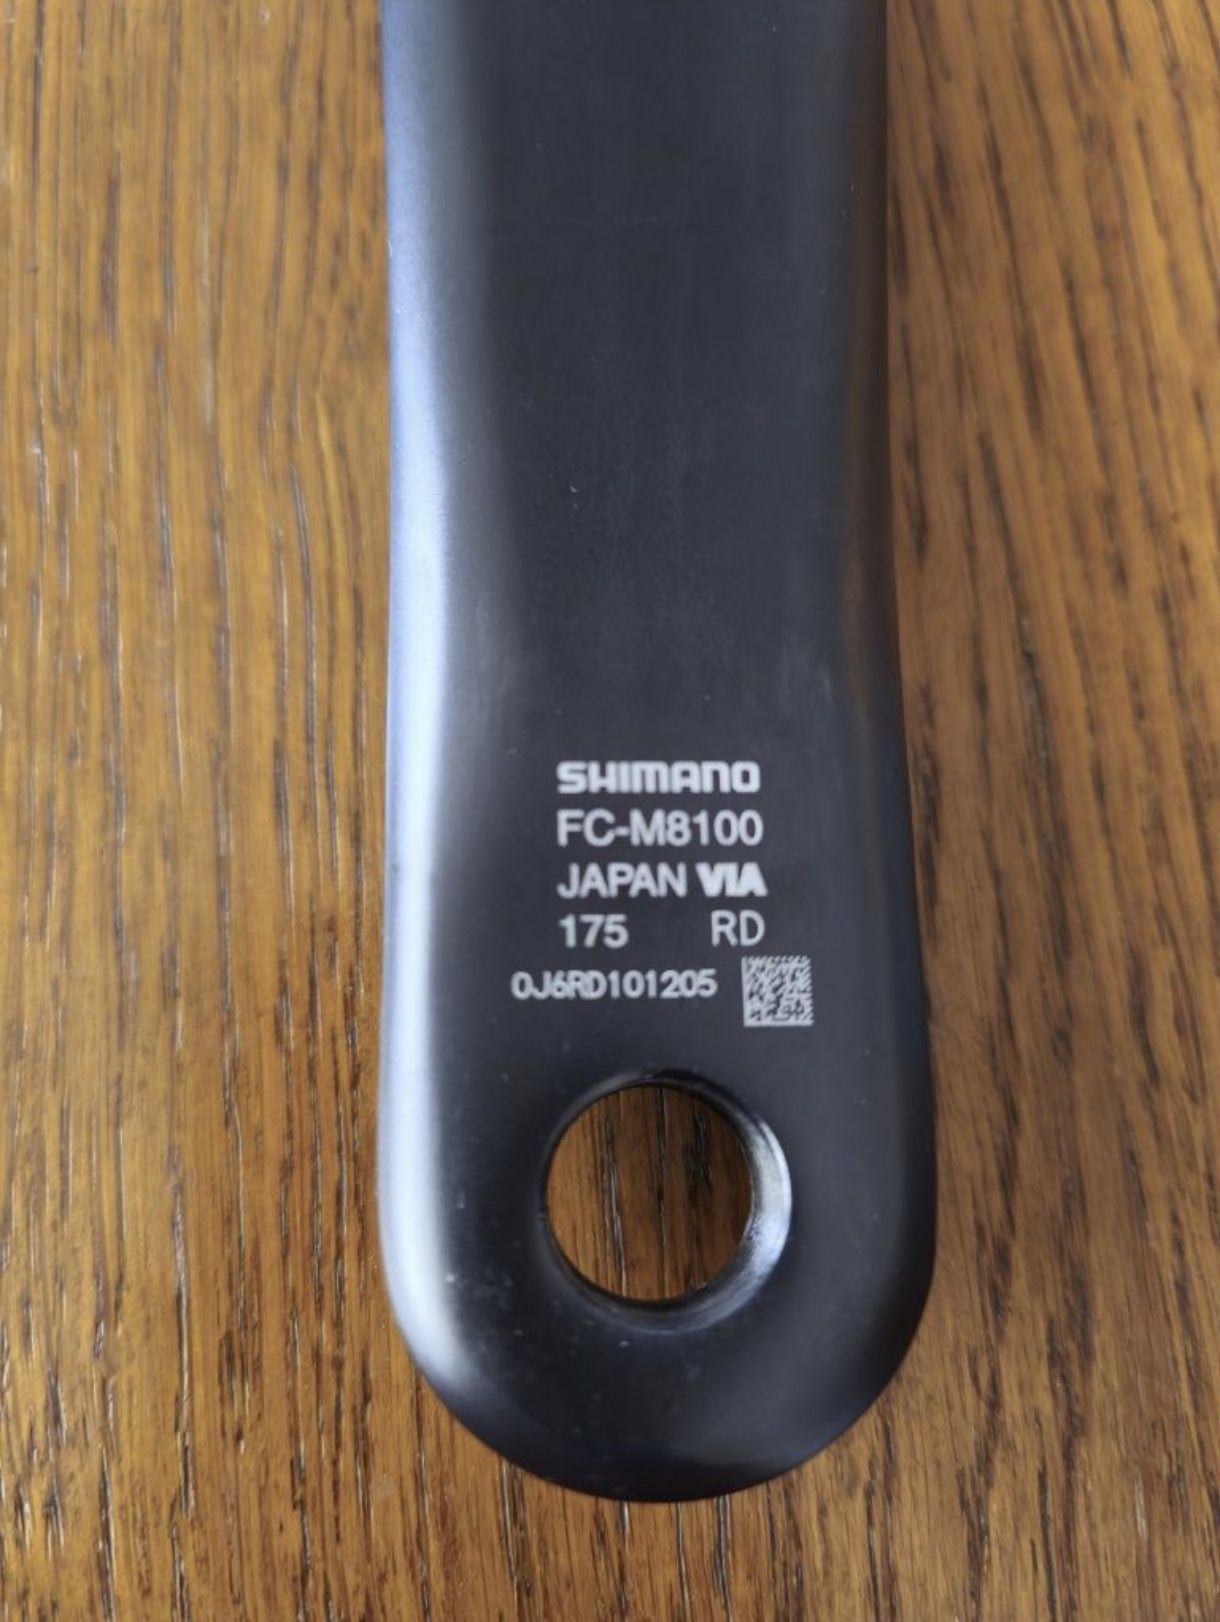 SHIMANO
FC-M8100
JAPAN VIA
175 RD
0J6RD101205